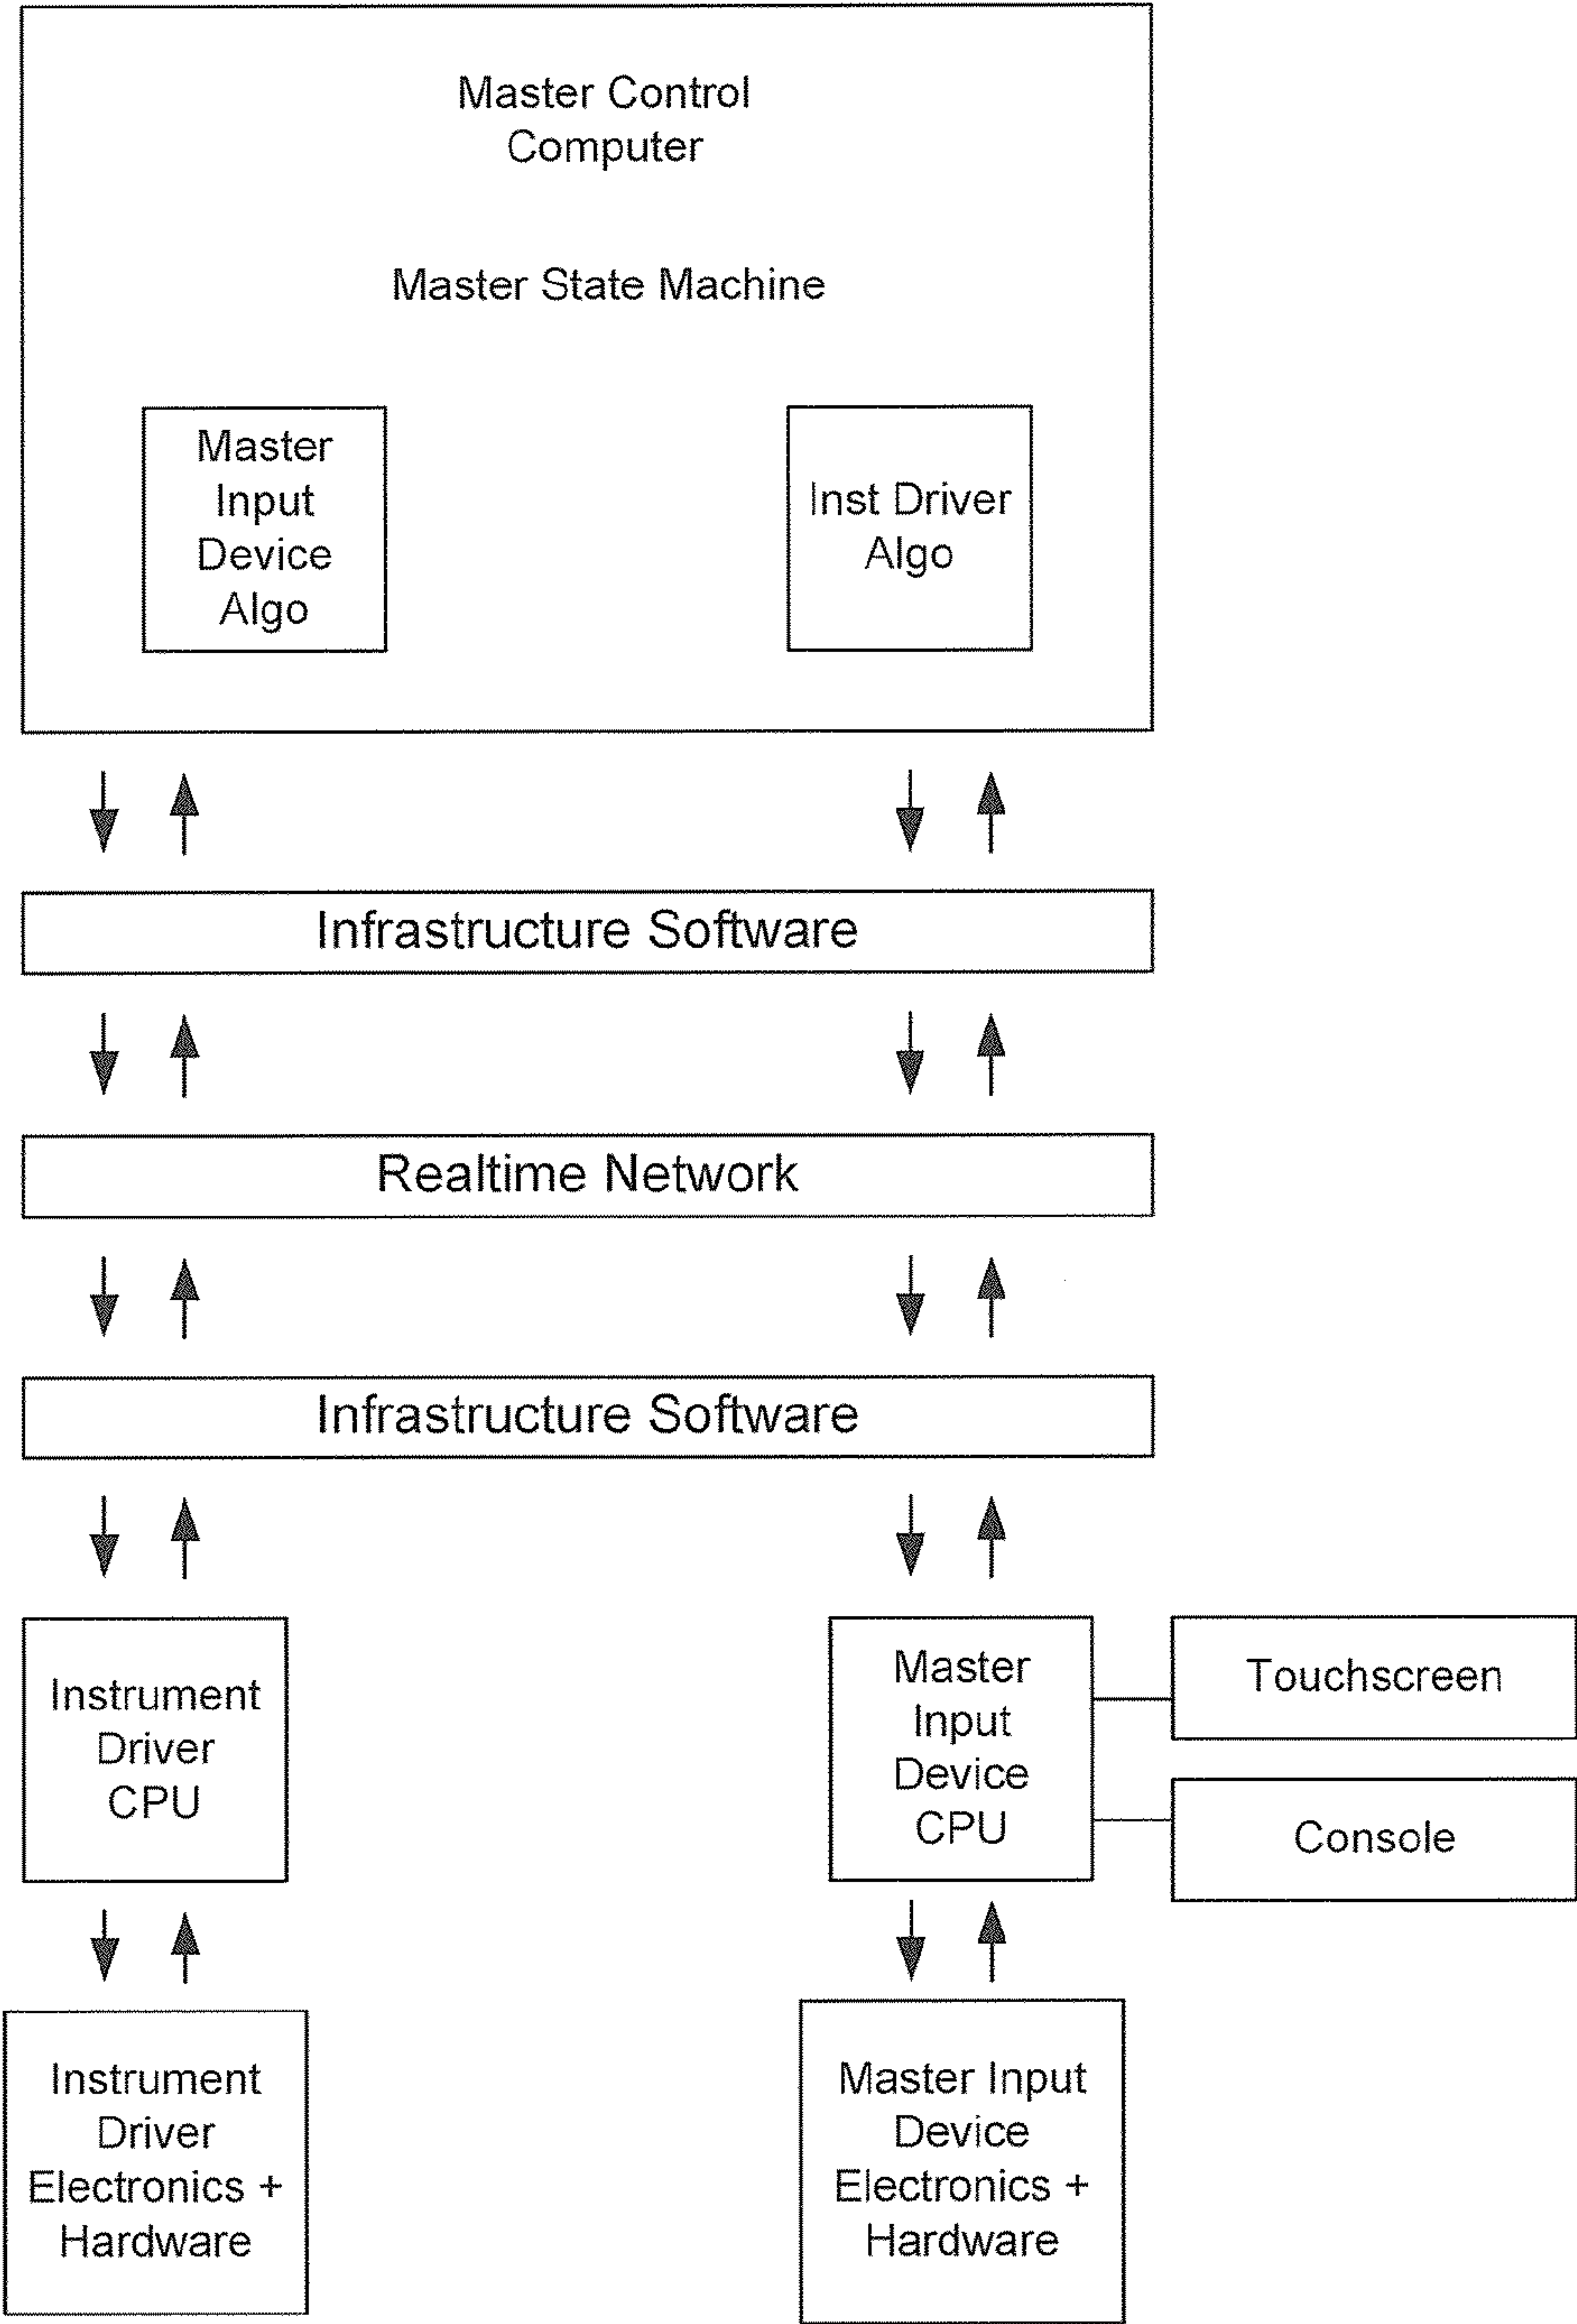 Master Control
Computer
Master State Machine
Master
Input
Device
Algo
Inst Driver
Algo
Infrastructure Software
Realtime Network
Infrastructure Software
Instrument
Driver
CPU
Master
Input
Device
CPU
Touchscreen
Console
Instrument
Driver
Electronics +
Hardware
Master Input
Device
Electronics +
Hardware